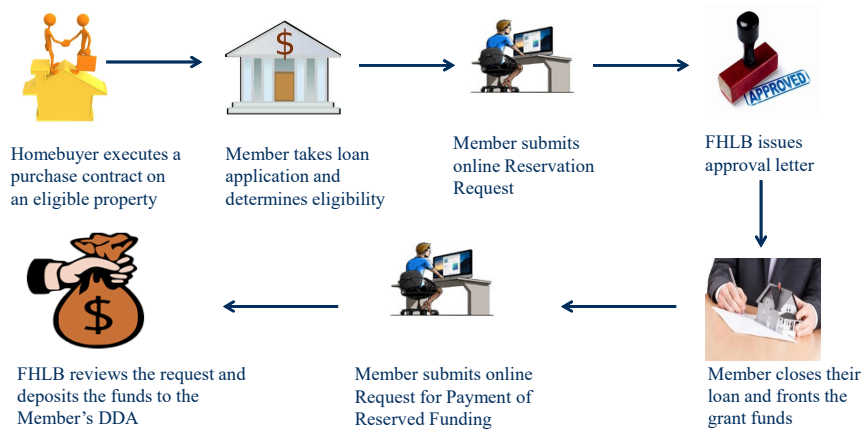 $
APPROVED
Homebuyer executes a
purchase contract on
an eligible property
Member takes loan
application and
determines eligibility
Member submits
online Reservation
Request
FHLB issues
approval letter
$
FHLB reviews the request and
deposits the funds to the
Member’s DDA
Member submits online
Request for Payment of
Reserved Funding
Member closes their
loan and fronts the
grant funds